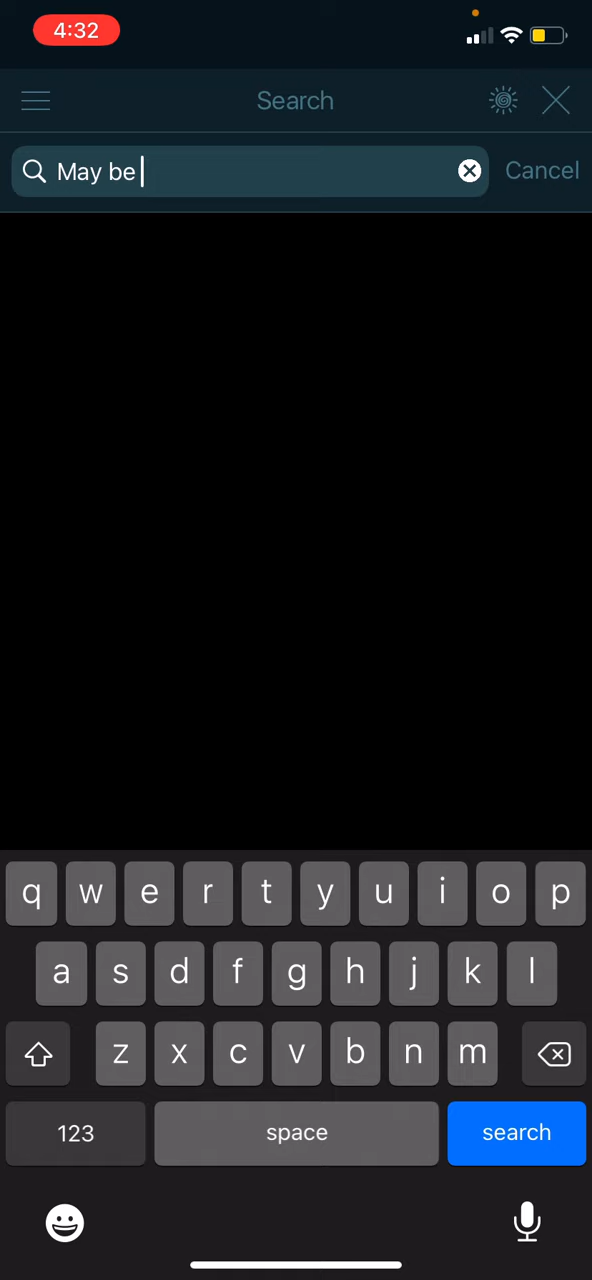 4:32
Search
May be
Cancel
q w e r t y u i o p
a s d f g h j k l
z x c v b n m
123 space search